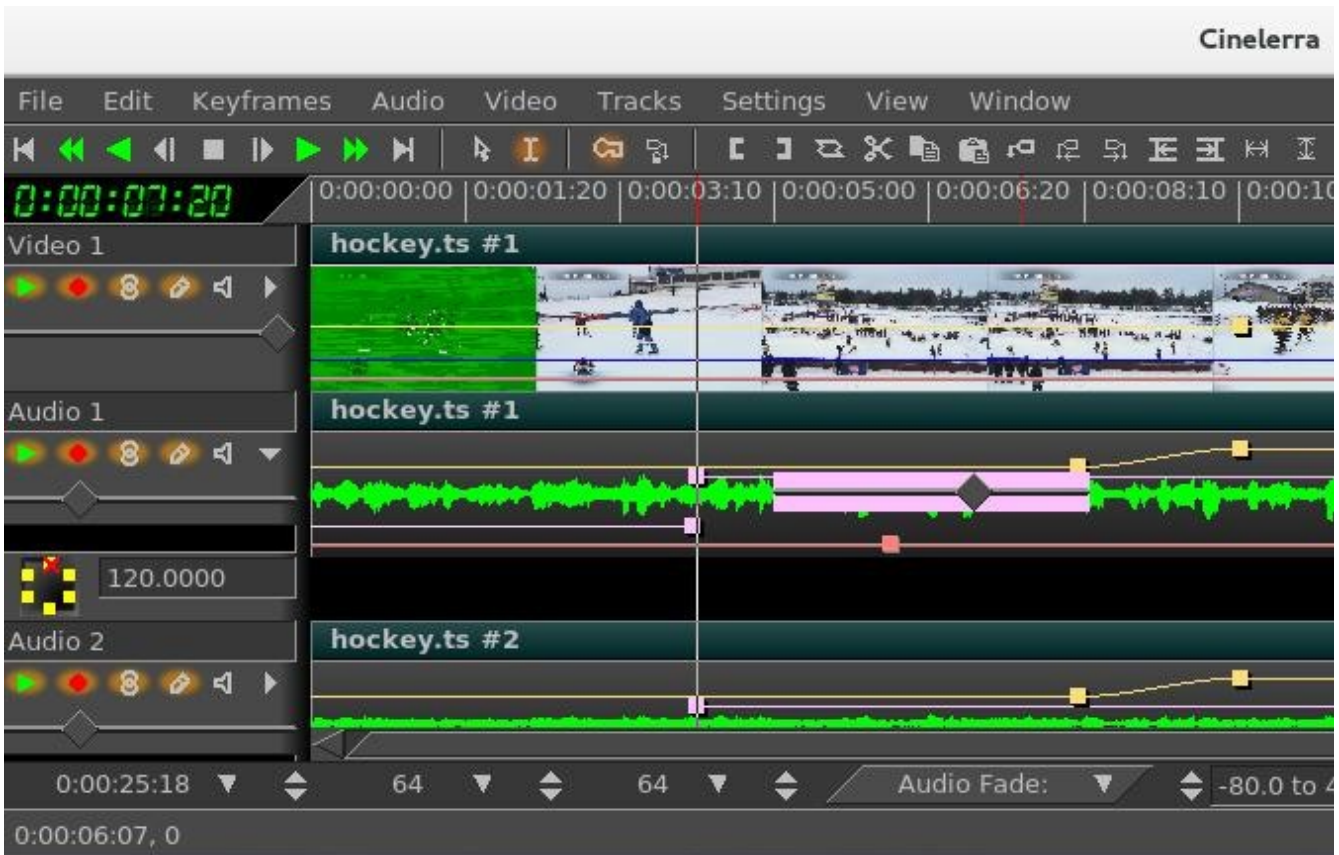 Cinelerra
File Edit Keyframes Audio Video Tracks Settings View Window
0:00:07:20 0:00:00:00 0:00:01:20 0:00:03:10 0:00:05:00 0:00:06:20 0:00:08:10 0:00:10
Video 1 hockey.ts #1
Audio 1 hockey.ts #1
120.0000
Audio 2 hockey.ts #2
0:00:25:18 64 64 Audio Fade: -80.0 to
0:00:06:07, 0